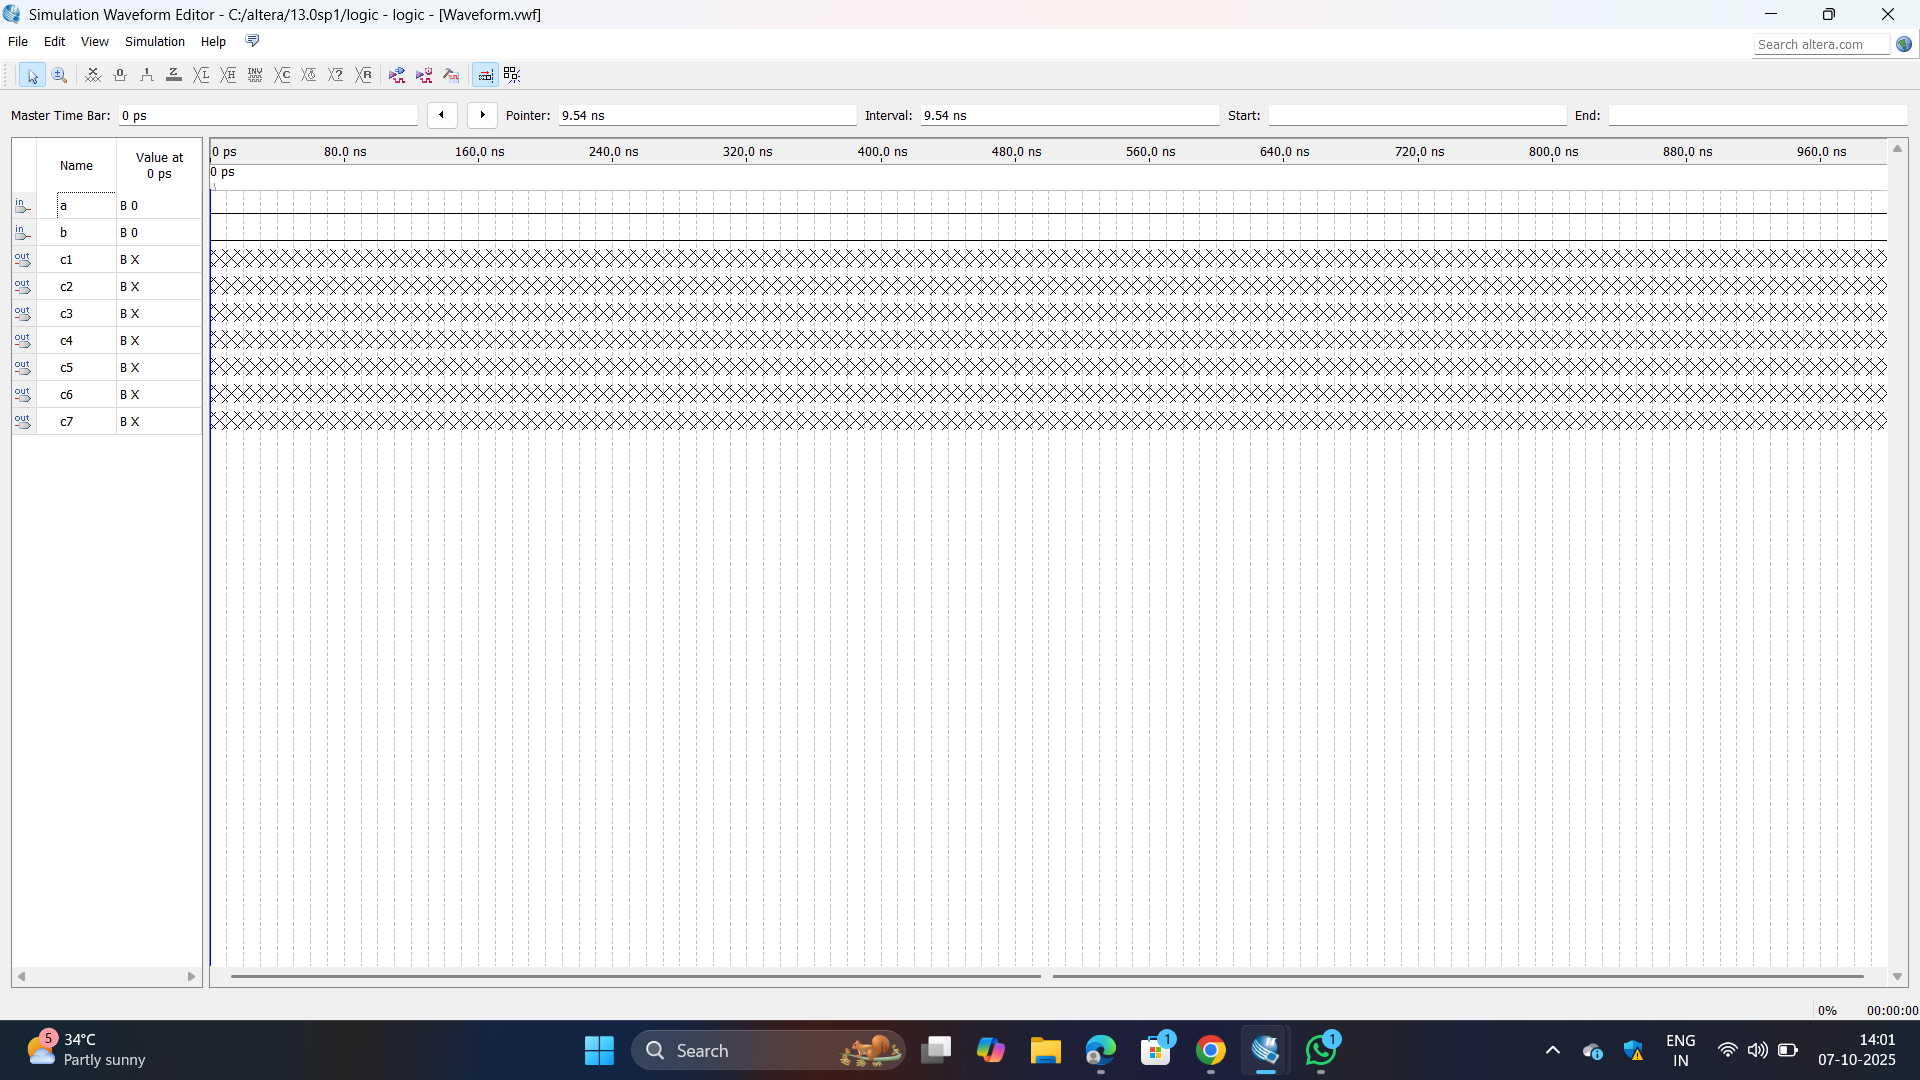 Simulation Waveform Editor - C:/altera/13.0sp1/logic - logic - [Waveform.vwf]
File Edit View Simulation Help
Search altera.com
Master Time Bar: 0 ps Pointer: 9.54 ns Interval: 9.54 ns Start: End:
Name Value at 0 ps
0 ps 80.0 ns 160.0 ns 240.0 ns 320.0 ns 400.0 ns 480.0 ns 560.0 ns 640.0 ns 720.0 ns 800.0 ns 880.0 ns 960.0 ns
0 ps
in a B 0
in b B 0
out c1 B X
out c2 B X
out c3 B X
out c4 B X
out c5 B X
out c6 B X
out c7 B X
0% 00:00:00
5 34°C
Partly sunny
Search
1
1
ENG
IN
14:01
07-10-2025